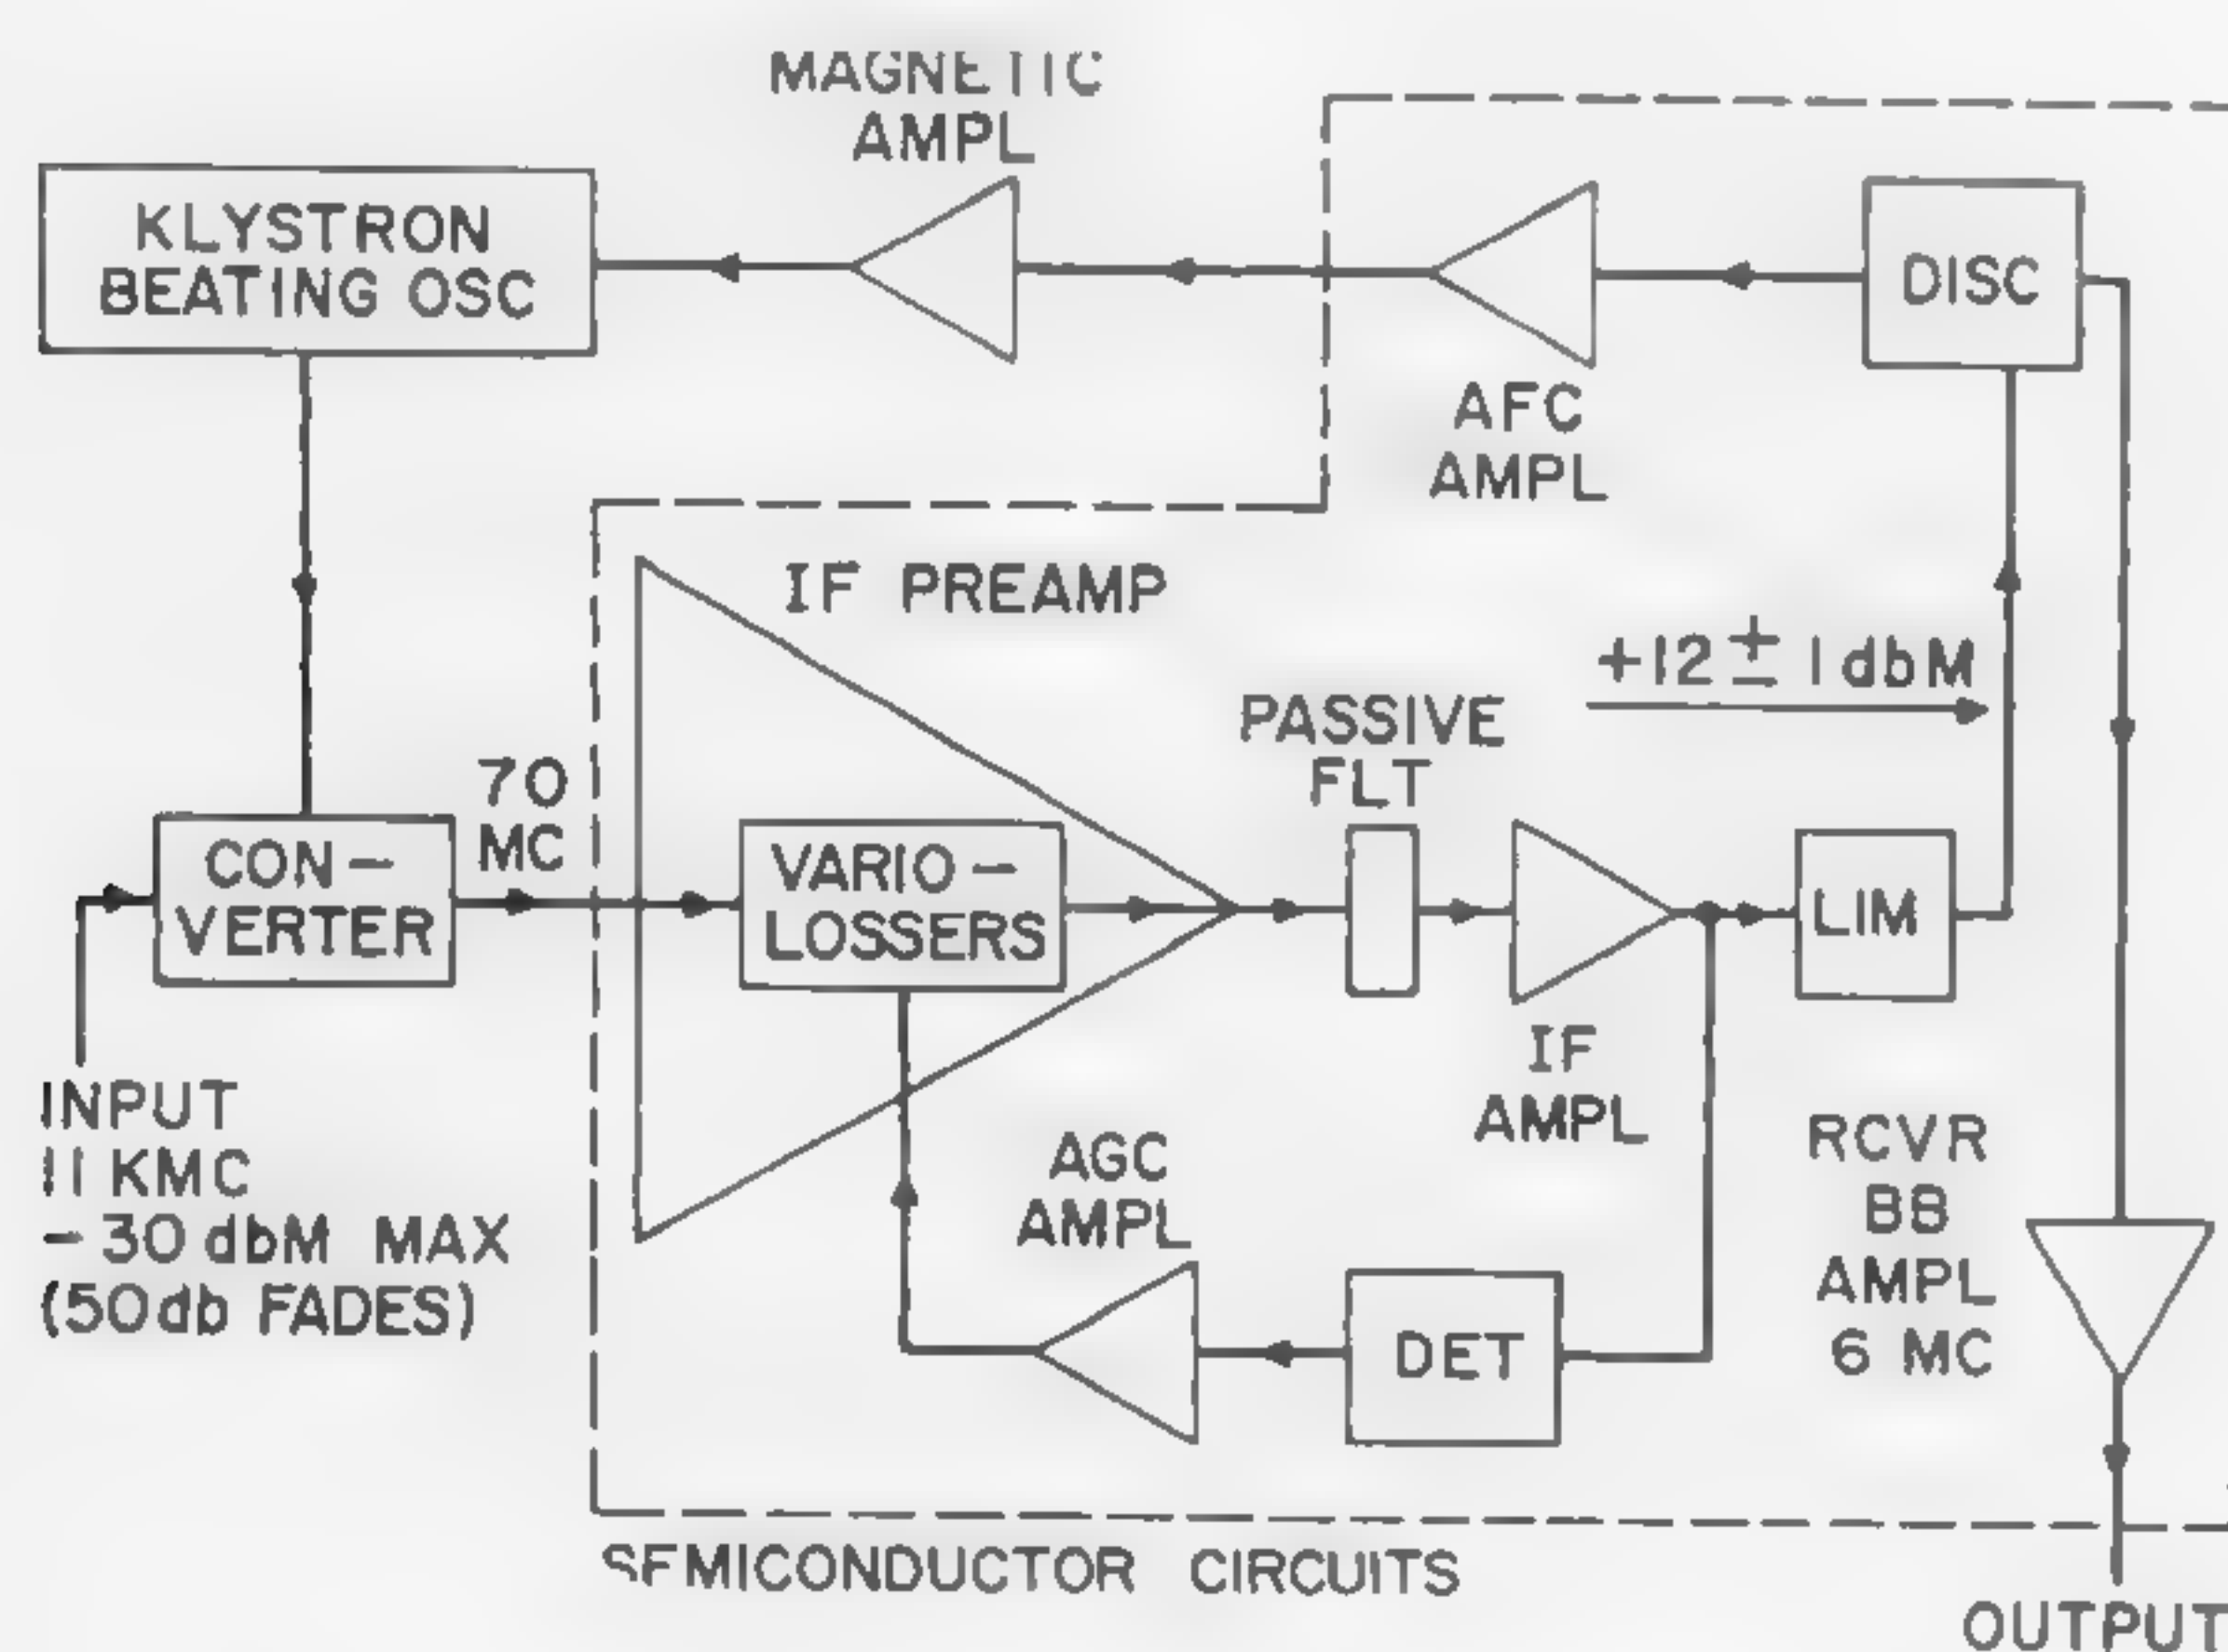 MAGNETIC
AMPL
KLYSTRON
BEATING OSC
DISC
AFC
AMPL
IF PREAMP
+12 ± 1 dbM
PASSIVE
FLT
70
MC
CON-
VERTER
VARIO-
LOSSERS
LIM
IF
AMPL
INPUT
11 KMC
-30 dbM MAX
(50db FADES)
AGC
AMPL
DET
RCVR
BB
AMPL
6 MC
SEMICONDUCTOR CIRCUITS
OUTPUT